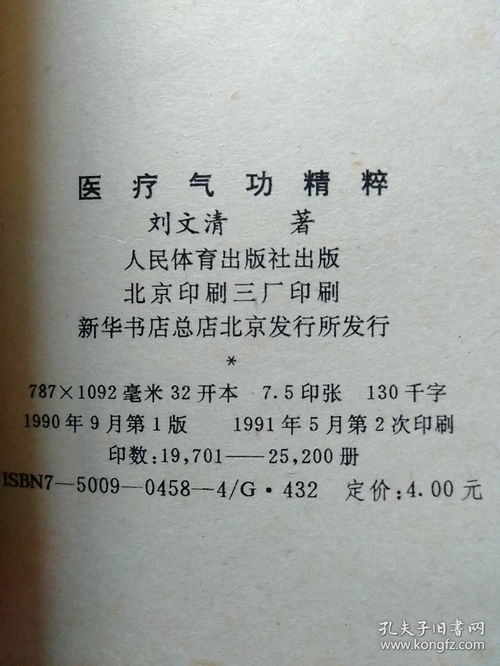 医疗气功精粹
刘文清 著
人民体育出版社出版
北京印刷三厂印刷
新华书店总店北京发行所发行
*
787×1092毫米32开本 7.5印张 130千字
1990年9月第1版 1991年5月第2次印刷
印数:19,701—25,200册
ISBN7—5009—0458—4/G·432 定价:4.00元
孔夫子旧书网
www.kongfz.com